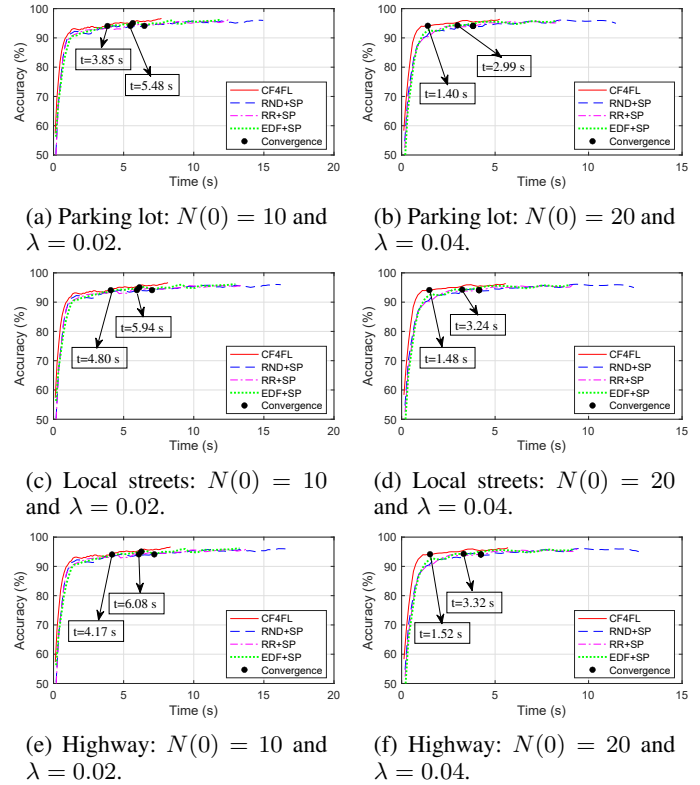 100
90
80
70
60
50
Accuracy (%)
t=3.85 s
t=5.48 s
CF4FL
RND+SP
RR+SP
EDF+SP
Convergence
0 5 10 15 20
Time (s)
(a) Parking lot: N(0) = 10 and
λ = 0.02.
100
90
80
70
60
50
Accuracy (%)
t=2.99 s
t=1.40 s
CF4FL
RND+SP
RR+SP
EDF+SP
Convergence
0 5 10 15
Time (s)
(b) Parking lot: N(0) = 20 and
λ = 0.04.
100
90
80
70
60
50
Accuracy (%)
t=5.94 s
t=4.80 s
CF4FL
RND+SP
RR+SP
EDF+SP
Convergence
0 5 10 15 20
Time (s)
(c) Local streets: N(0) = 10
and λ = 0.02.
100
90
80
70
60
50
Accuracy (%)
t=3.24 s
t=1.48 s
CF4FL
RND+SP
RR+SP
EDF+SP
Convergence
0 5 10 15
Time (s)
(d) Local streets: N(0) = 20
and λ = 0.04.
100
90
80
70
60
50
Accuracy (%)
t=6.08 s
t=4.17 s
CF4FL
RND+SP
RR+SP
EDF+SP
Convergence
0 5 10 15 20
Time (s)
(e) Highway: N(0) = 10 and
λ = 0.02.
100
90
80
70
60
50
Accuracy (%)
t=3.32 s
t=1.52 s
CF4FL
RND+SP
RR+SP
EDF+SP
Convergence
0 5 10 15
Time (s)
(f) Highway: N(0) = 20 and
λ = 0.04.